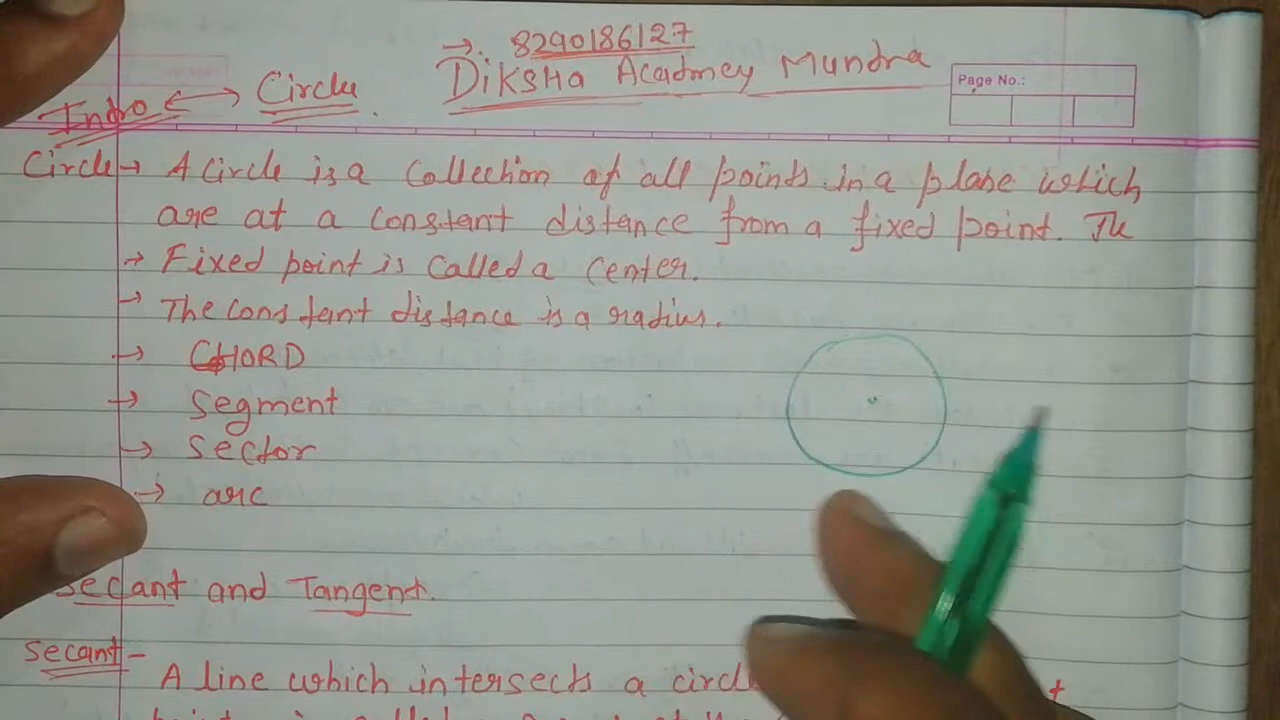 → 8290186127
Intro ↔ Circle. Diksha Acadmey Mundra
Page No.:
Circle → A Circle is a Collection of all points in a plane which
are at a constant distance from a fixed point. The
→ Fixed point is called a center.
→ The constant distance is a radius.
→ CHORD
→ Segment
→ Sector
→ arc
Secant and Tangent.
Secant -
A line which intersects a circle